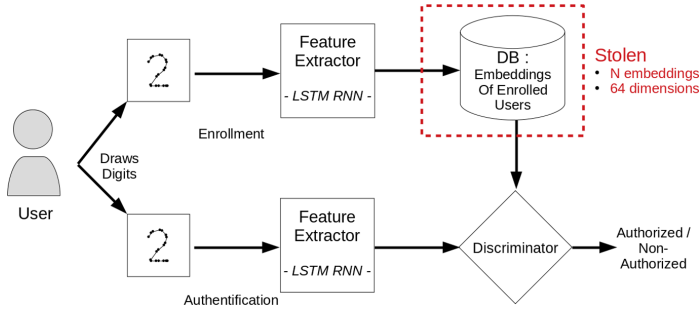 Feature
Extractor
- LSTM RNN -
DB :
Embeddings
Of Enrolled
Users
Stolen
• N embeddings
• 64 dimensions
Enrollment
Draws
Digits
User
Feature
Extractor
- LSTM RNN -
Discriminator
Authorized /
Non-
Authorized
Authentification
2
2